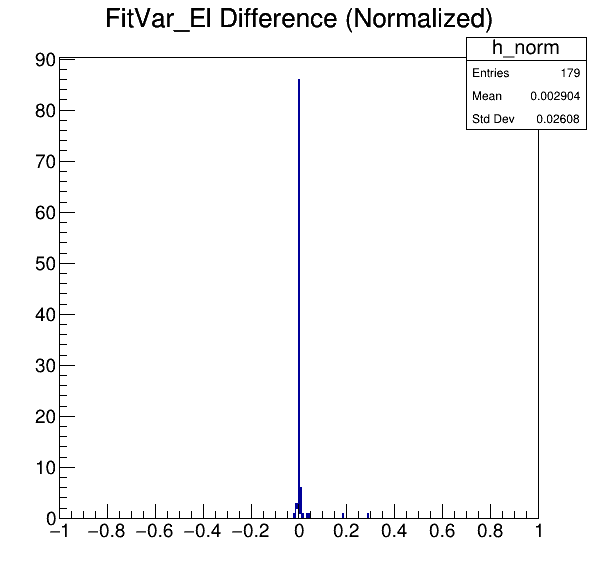 FitVar_El Difference (Normalized)
h_norm
Entries 179
Mean 0.002904
Std Dev 0.02608
90
80
70
60
50
40
30
20
10
0
−1 −0.8 −0.6 −0.4 −0.2 0 0.2 0.4 0.6 0.8 1